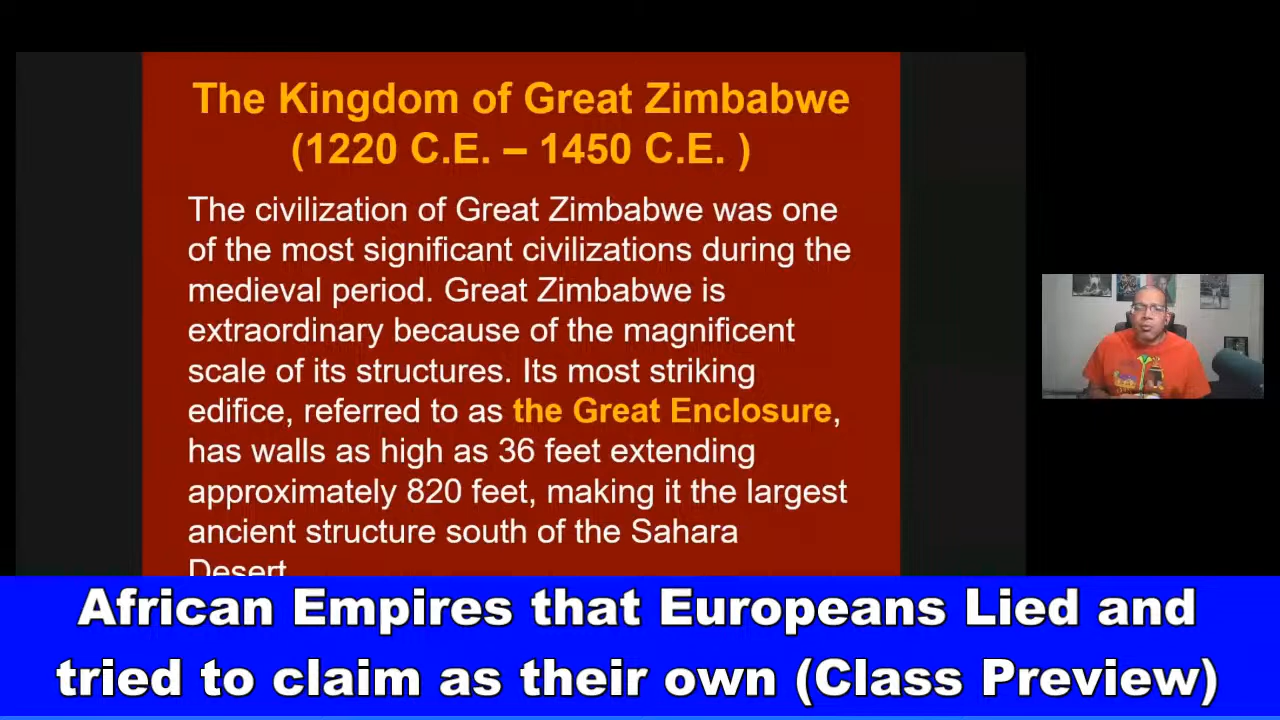 The Kingdom of Great Zimbabwe
(1220 C.E. – 1450 C.E. )
The civilization of Great Zimbabwe was one
of the most significant civilizations during the
medieval period. Great Zimbabwe is
extraordinary because of the magnificent
scale of its structures. Its most striking
edifice, referred to as the Great Enclosure,
has walls as high as 36 feet extending
approximately 820 feet, making it the largest
ancient structure south of the Sahara
Desert
African Empires that Europeans Lied and
tried to claim as their own (Class Preview)